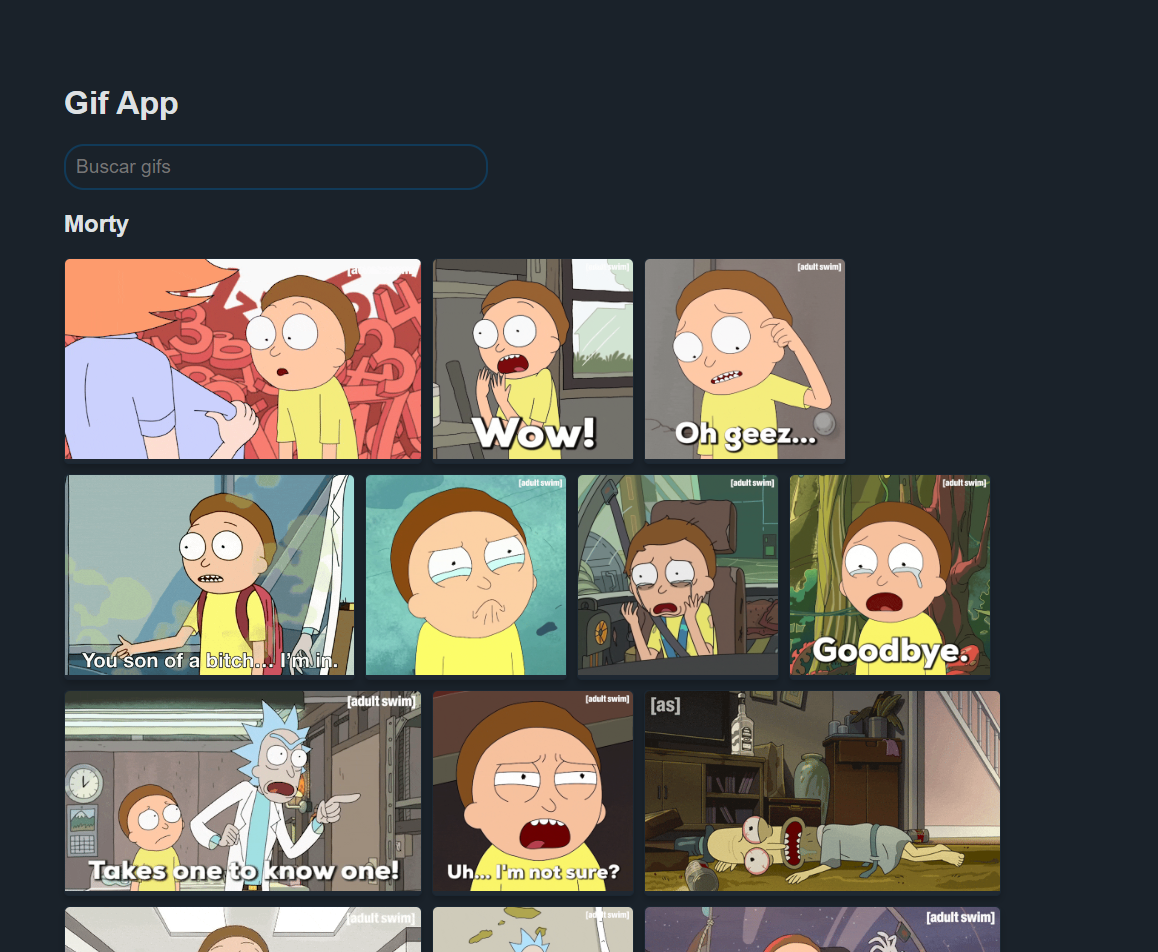 Gif App
Buscar gifs
Morty
[adult swim]
[adult swim]
Wow!
Oh geez...
[adult swim]
[adult swim]
[adult swim]
You son of a bitch... I'm in.
Goodbye.
[adult swim]
[adult swim]
[as]
Takes one to know one!
Uh... I'm not sure?
[adult swim]
[adult swim]
[adult swim]